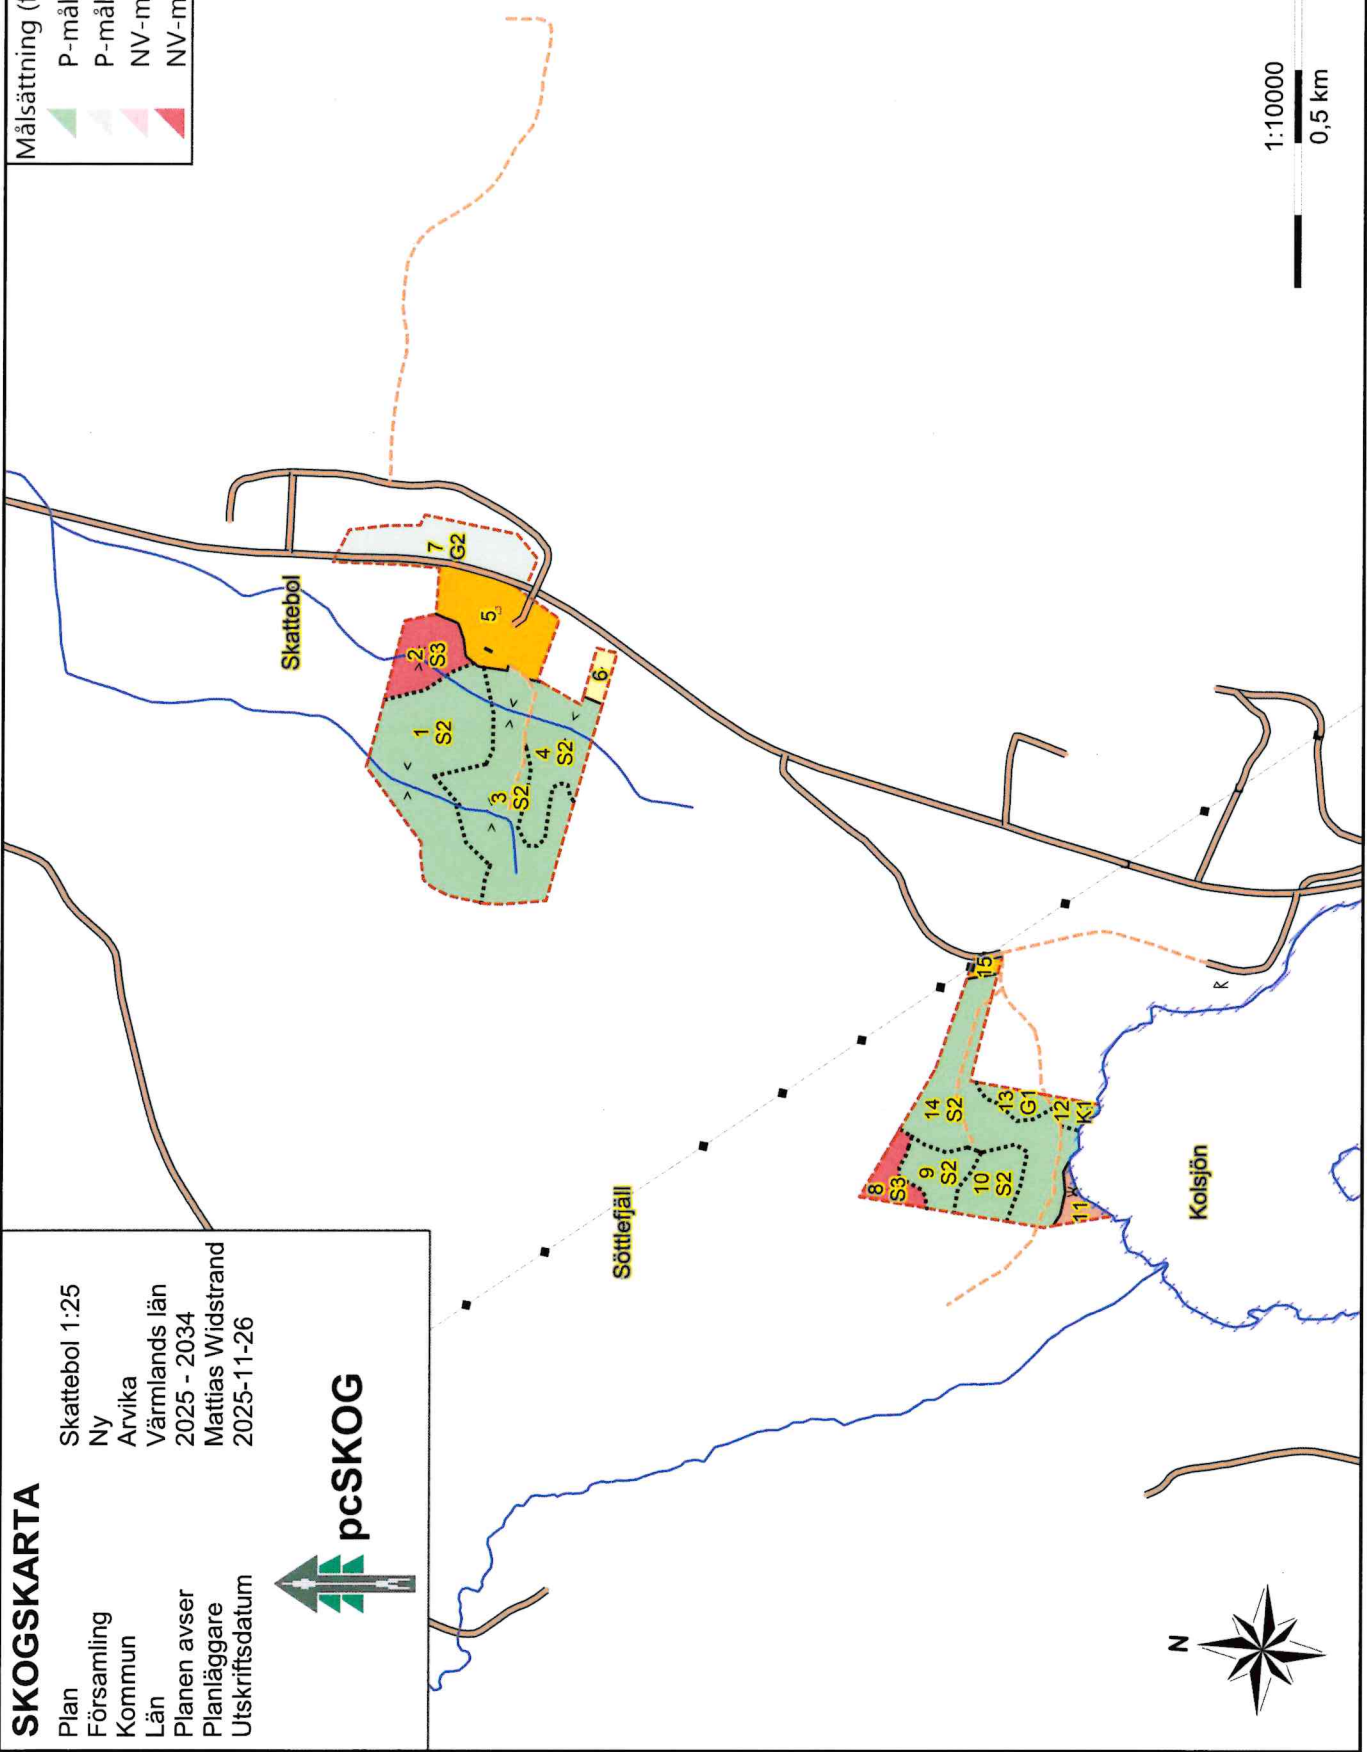 SKOGSKARTA
Plan Skattebol 1:25
Församling Ny
Kommun Arvika
Län Värmlands län
Planen avser 2025 - 2034
Planläggare Mattias Widstrand
Utskriftsdatum 2025-11-26
pcSKOG
Målsättning (
P-mål
P-mål
NV-m
NV-m
Skattebol
1
S2
2
S3
3
S2
4
S2
5
6
7
G2
Söttlefjäll
8
S3
9
S2
10
S2
11
12
K1
13
G1
14
S2
15
R
Kolsjön
N
1:10000
0,5 km